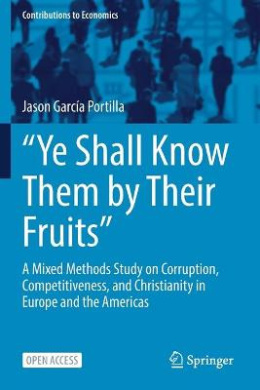 Contributions to Economics
Jason García Portilla
“Ye Shall Know
Them by Their
Fruits”
A Mixed Methods Study on Corruption,
Competitiveness, and Christianity in
Europe and the Americas
OPEN ACCESS
Springer